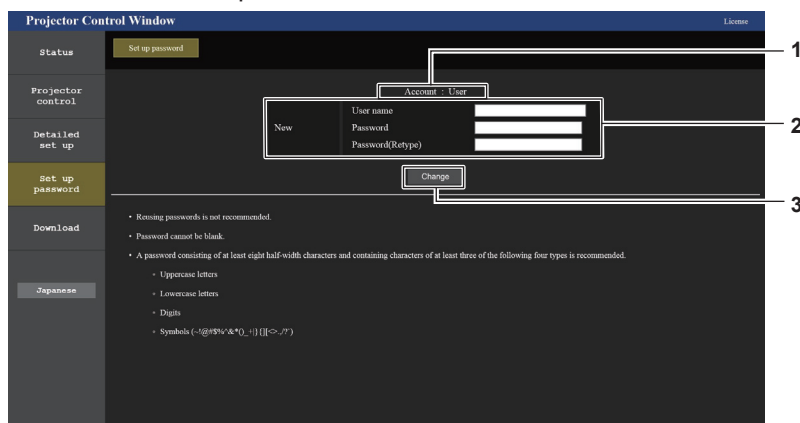 Projector Control Window
License
Status
Set up password
1
Projector
control
Account : User
New
User name
Password
Password(Retype)
2
Detailed
set up
Set up
password
Change
3
Download
• Reusing passwords is not recommended.
• Password cannot be blank.
• A password consisting of at least eight half-width characters and containing characters of at least three of the following four types is recommended.
Uppercase letters
Lowercase letters
Digits
Symbols (~!@#$%^&*()_+|}{][<>../?`)
Japanese